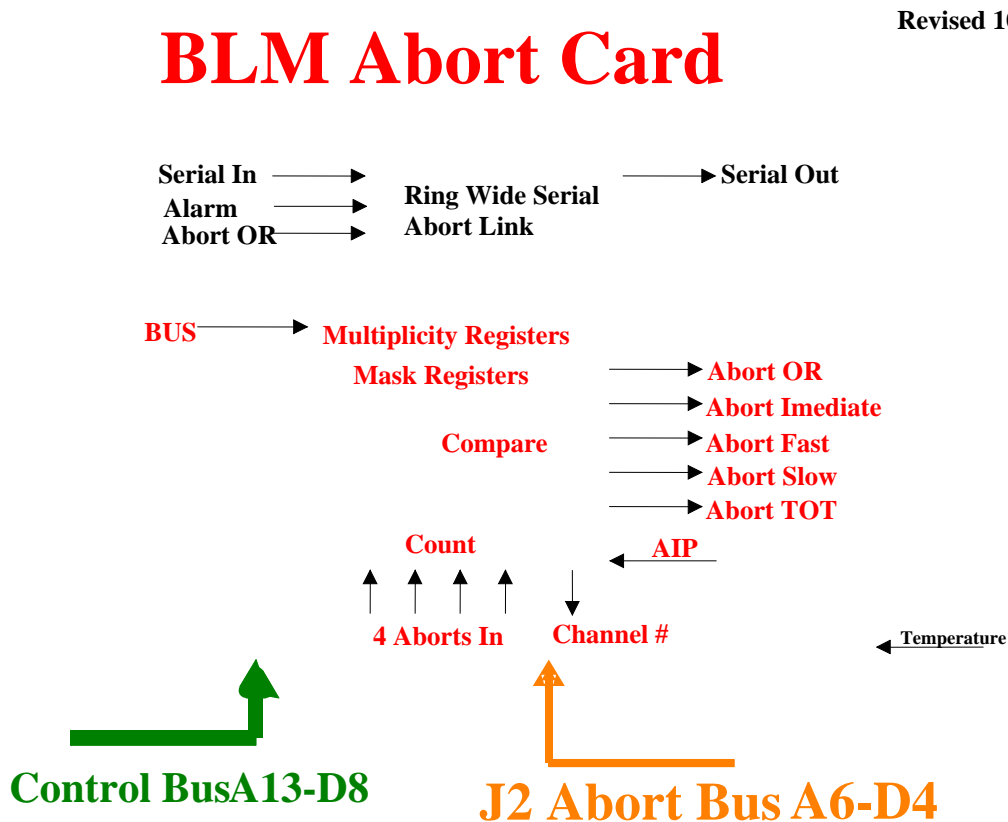 Revised 1
BLM Abort Card
Serial In
Serial Out
Alarm
Ring Wide Serial
Abort Link
Abort OR
BUS
Multiplicity Registers
Mask Registers
Abort OR
Abort Imediate
Compare
Abort Fast
Abort Slow
Abort TOT
Count
AIP
4 Aborts In
Channel #
Temperature
Control BusA13-D8
J2 Abort Bus A6-D4